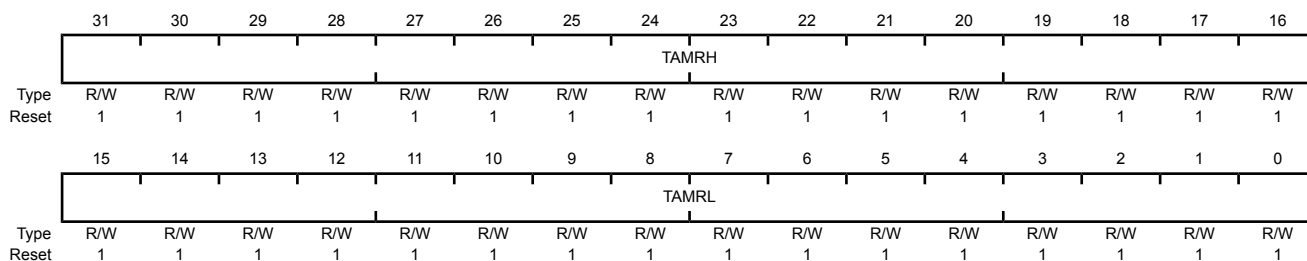 31 30 29 28 27 26 25 24 23 22 21 20 19 18 17 16
TAMRH
Type R/W R/W R/W R/W R/W R/W R/W R/W R/W R/W R/W R/W R/W R/W R/W R/W
Reset 1 1 1 1 1 1 1 1 1 1 1 1 1 1 1 1
15 14 13 12 11 10 9 8 7 6 5 4 3 2 1 0
TAMRL
Type R/W R/W R/W R/W R/W R/W R/W R/W R/W R/W R/W R/W R/W R/W R/W R/W
Reset 1 1 1 1 1 1 1 1 1 1 1 1 1 1 1 1